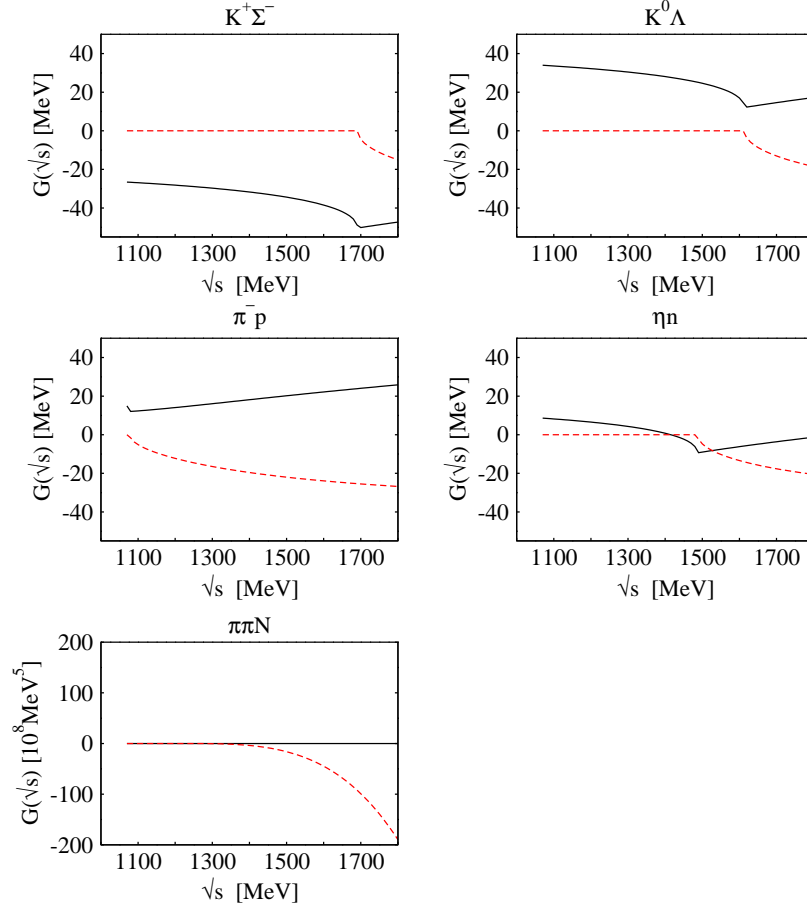 K⁺Σ⁻
G(√s) [MeV]
40
20
0
-20
-40
1100 1300 1500 1700
√s [MeV]
K⁰Λ
G(√s) [MeV]
40
20
0
-20
-40
1100 1300 1500 1700
√s [MeV]
π⁻p
G(√s) [MeV]
40
20
0
-20
-40
1100 1300 1500 1700
√s [MeV]
ηn
G(√s) [MeV]
40
20
0
-20
-40
1100 1300 1500 1700
√s [MeV]
ππN
G(√s) [10⁸MeV⁵]
200
100
0
-100
-200
1100 1300 1500 1700
√s [MeV]